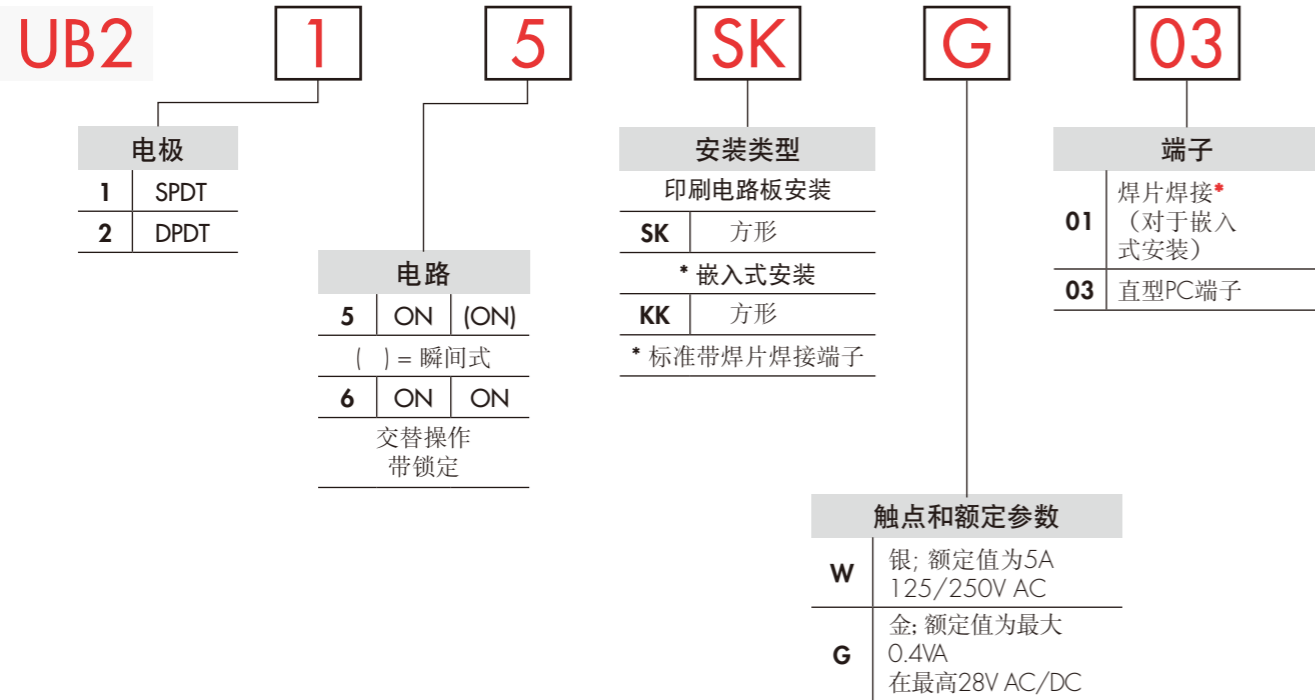 UB2 1 5 SK G 03
电极
1 SPDT
2 DPDT
电路
5 ON (ON)
( ) = 瞬间式
6 ON ON
交替操作
带锁定
安装类型
印刷电路板安装
SK 方形
* 嵌入式安装
KK 方形
* 标准带焊片焊接端子
触点和额定参数
W 银; 额定值为5A
125/250V AC
G 金; 额定值为最大
0.4VA
在最高28V AC/DC
端子
01 焊片焊接*
（对于嵌入
式安装）
03 直型PC端子